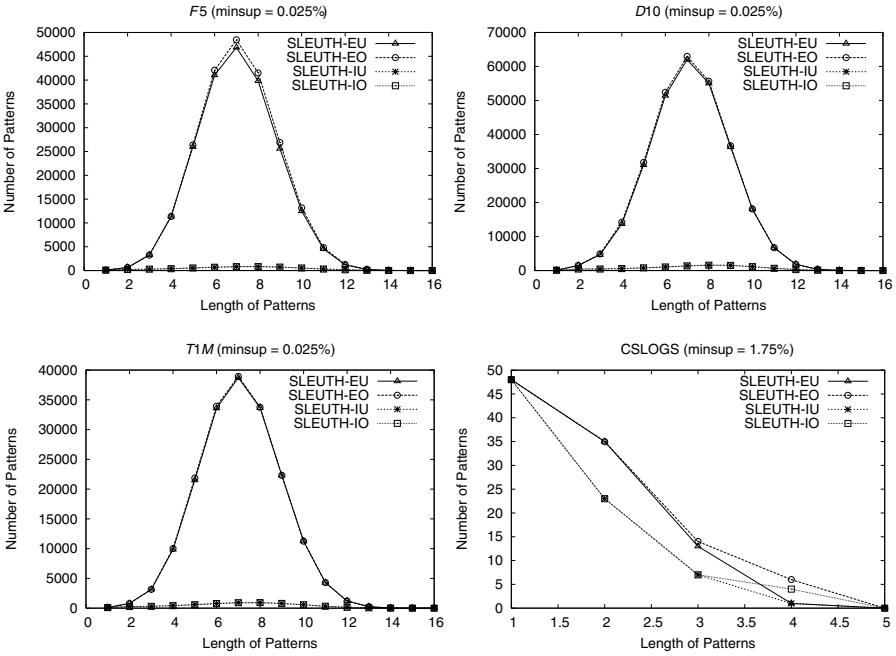 F5 (minsup = 0.025%)
Number of Patterns
50000
45000
40000
35000
30000
25000
20000
15000
10000
5000
0
SLEUTH-EU
SLEUTH-EO
SLEUTH-IU
SLEUTH-IO
0 2 4 6 8 10 12 14 16
Length of Patterns
D10 (minsup = 0.025%)
Number of Patterns
70000
60000
50000
40000
30000
20000
10000
0
SLEUTH-EU
SLEUTH-EO
SLEUTH-IU
SLEUTH-IO
0 2 4 6 8 10 12 14 16
Length of Patterns
T1M (minsup = 0.025%)
Number of Patterns
40000
35000
30000
25000
20000
15000
10000
5000
0
SLEUTH-EU
SLEUTH-EO
SLEUTH-IU
SLEUTH-IO
0 2 4 6 8 10 12 14 16
Length of Patterns
CSLOGS (minsup = 1.75%)
Number of Patterns
50
45
40
35
30
25
20
15
10
5
0
SLEUTH-EU
SLEUTH-EO
SLEUTH-IU
SLEUTH-IO
1 1.5 2 2.5 3 3.5 4 4.5 5
Length of Patterns